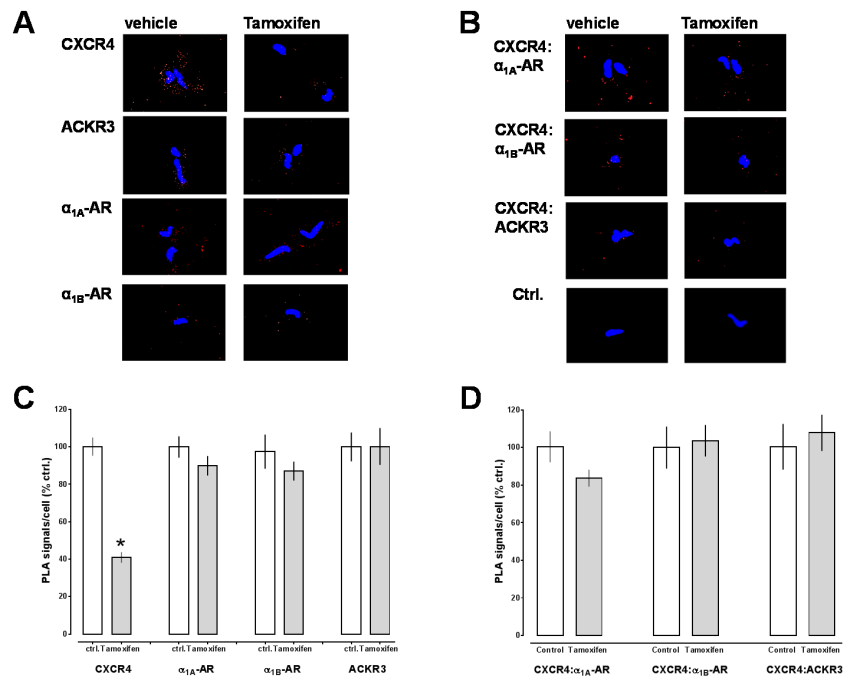 A
vehicle
Tamoxifen
CXCR4
ACKR3
α1A-AR
α1B-AR
B
vehicle
Tamoxifen
CXCR4:
α1A-AR
CXCR4:
α1B-AR
CXCR4:
ACKR3
Ctrl.
C
PLA signals/cell (% ctrl.)
120
100
80
60
40
20
0
*
ctrl. Tamoxifen
ctrl. Tamoxifen
ctrl. Tamoxifen
ctrl. Tamoxifen
CXCR4
α1A-AR
α1B-AR
ACKR3
D
PLA signals/cell (% ctrl.)
120
100
80
60
40
20
0
Control Tamoxifen
Control Tamoxifen
Control Tamoxifen
CXCR4:α1A-AR
CXCR4:α1B-AR
CXCR4:ACKR3